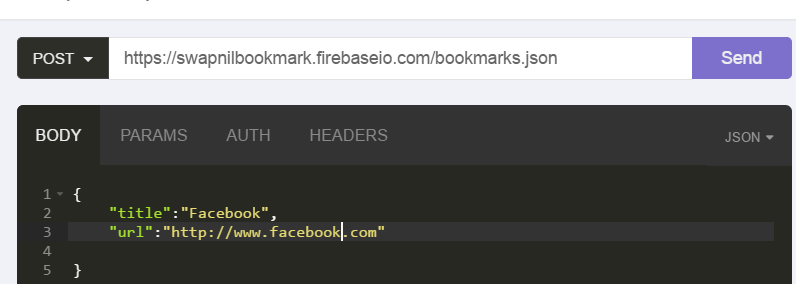 POST https://swapnilbookmark.firebaseio.com/bookmarks.json Send
BODY PARAMS AUTH HEADERS JSON
1 {
2 "title":"Facebook",
3 "url":"http://www.facebook.com"
4
5 }